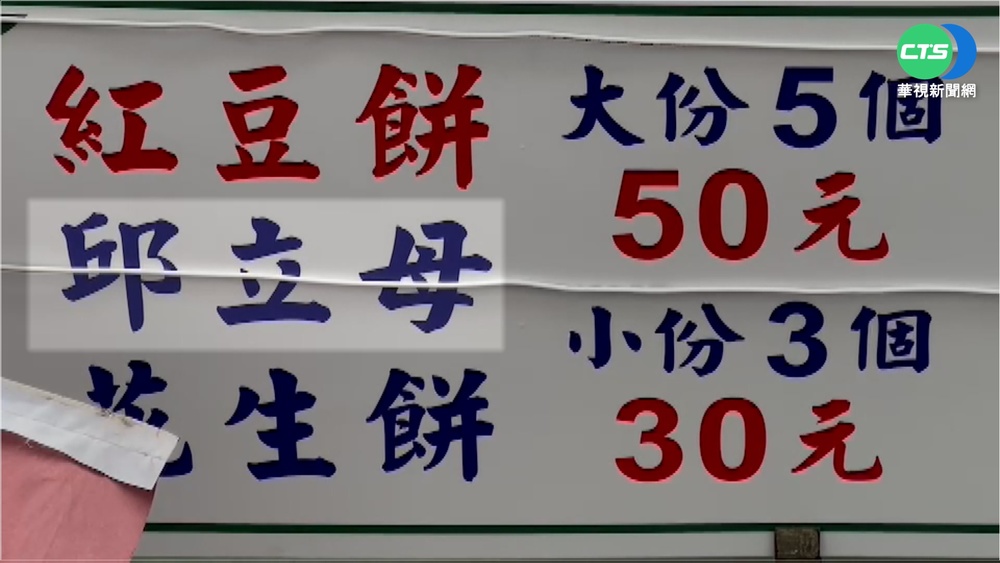 CTS
華視新聞網
紅豆餅
邱立母
花生餅
大份5個
50元
小份3個
30元